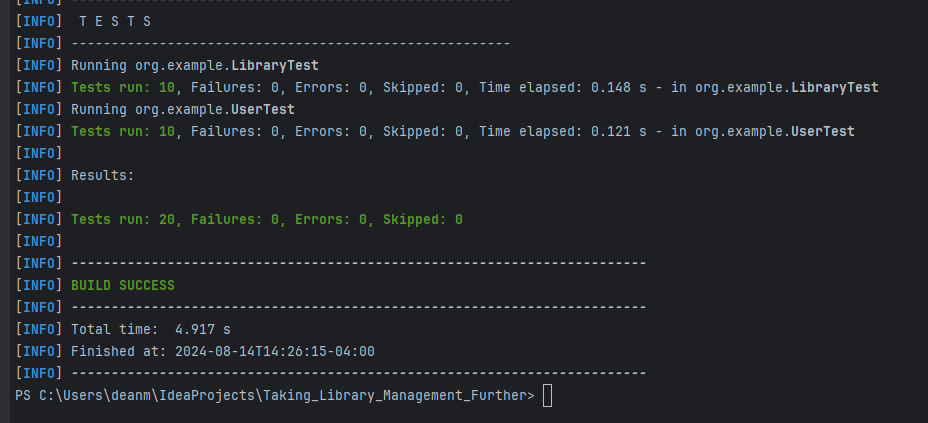 [INFO] -------------------------------------------------------
[INFO]  T E S T S
[INFO] -------------------------------------------------------
[INFO] Running org.example.LibraryTest
[INFO] Tests run: 10, Failures: 0, Errors: 0, Skipped: 0, Time elapsed: 0.148 s - in org.example.LibraryTest
[INFO] Running org.example.UserTest
[INFO] Tests run: 10, Failures: 0, Errors: 0, Skipped: 0, Time elapsed: 0.121 s - in org.example.UserTest
[INFO]
[INFO] Results:
[INFO]
[INFO] Tests run: 20, Failures: 0, Errors: 0, Skipped: 0
[INFO]
[INFO] ------------------------------------------------------------------------
[INFO] BUILD SUCCESS
[INFO] ------------------------------------------------------------------------
[INFO] Total time:  4.917 s
[INFO] Finished at: 2024-08-14T14:26:15-04:00
[INFO] ------------------------------------------------------------------------
PS C:\Users\deanm\IdeaProjects\Taking_Library_Management_Further>